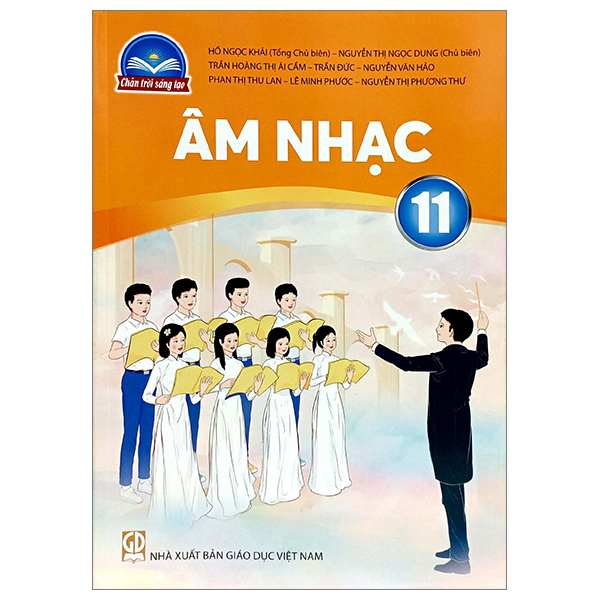 Chân trời sáng tạo
HỒ NGỌC KHẢI (Tổng Chủ biên) – NGUYỄN THỊ NGỌC DUNG (Chủ biên)
TRẦN HOÀNG THỊ ÁI CẦM – TRẦN ĐỨC – NGUYỄN VĂN HẢO
PHAN THỊ THU LAN – LÊ MINH PHƯỚC – NGUYỄN THỊ PHƯƠNG THƯ
ÂM NHẠC
11
GD
NHÀ XUẤT BẢN GIÁO DỤC VIỆT NAM